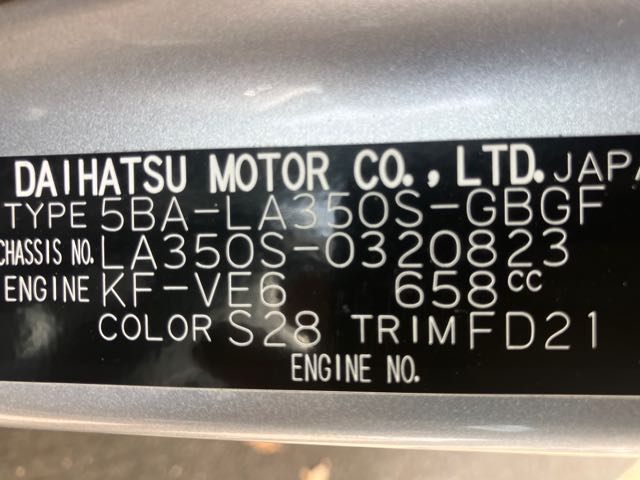 DAIHATSU MOTOR CO., LTD. JAPA
TYPE 5BA-LA350S-GBGF
CHASSIS NO. LA350S-0320823
ENGINE KF-VE6 658cc
COLOR S28 TRIM FD21
ENGINE NO.